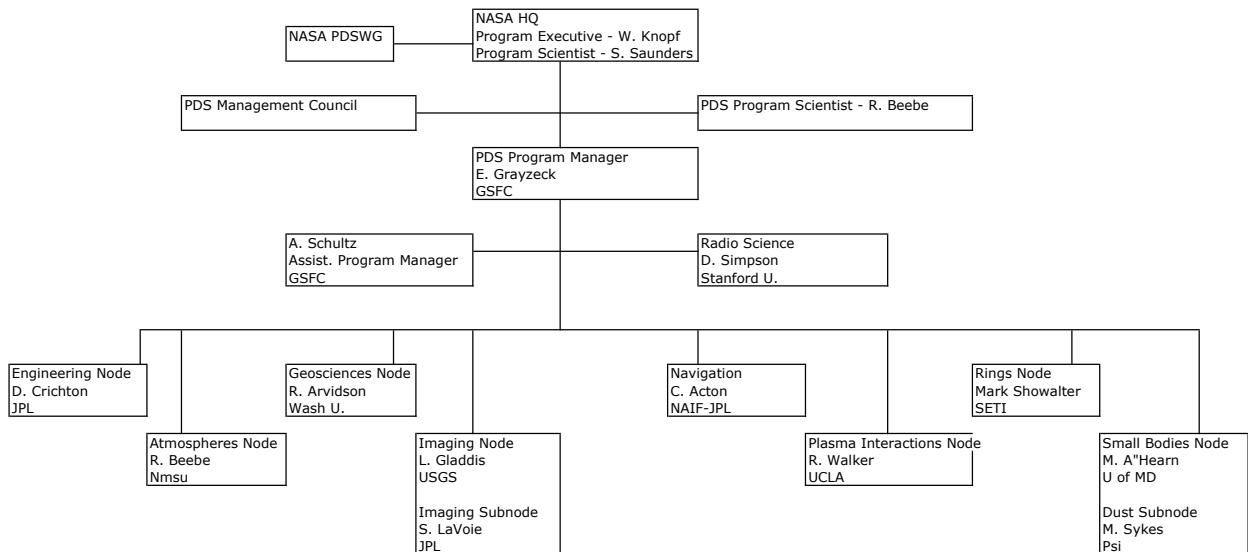 NASA PDSWG
NASA HQ
Program Executive - W. Knopf
Program Scientist - S. Saunders
PDS Management Council
PDS Program Scientist - R. Beebe
PDS Program Manager
E. Grayzeck
GSFC
A. Schultz
Assist. Program Manager
GSFC
Radio Science
D. Simpson
Stanford U.
Engineering Node
D. Crichton
JPL
Geosciences Node
R. Arvidson
Wash U.
Navigation
C. Acton
NAIF-JPL
Rings Node
Mark Showalter
SETI
Atmospheres Node
R. Beebe
Nmsu
Imaging Node
L. Gladdis
USGS
Imaging Subnode
S. LaVoie
JPL
Plasma Interactions Node
R. Walker
UCLA
Small Bodies Node
M. A"Hearn
U of MD
Dust Subnode
M. Sykes
Psi